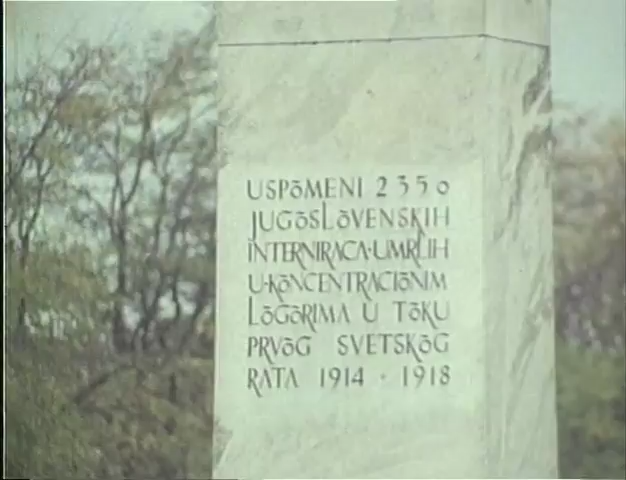 USPOMENI 2350
JUGOSLOVENSKIH
INTERNIRACA·UMRLIH
U·KONCENTRACIONIM
LOGORIMA U TOKU
PRVOG SVETSKOG
RATA 1914 · 1918